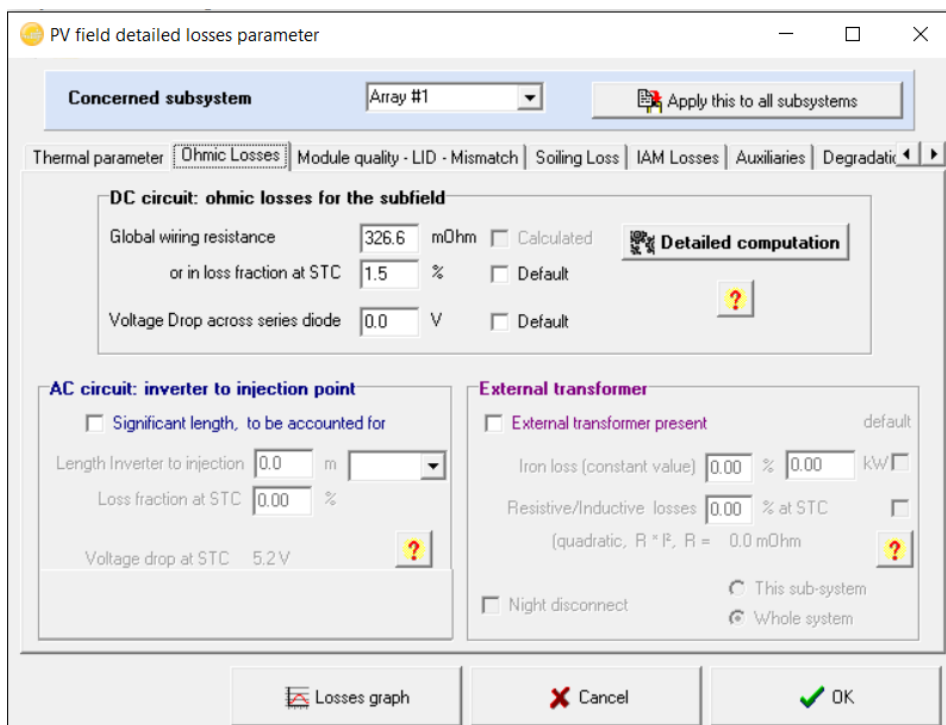 PV field detailed losses parameter
Concerned subsystem Array #1 Apply this to all subsystems
Thermal parameter Ohmic Losses Module quality - LID - Mismatch Soiling Loss IAM Losses Auxiliaries Degradatic
DC circuit: ohmic losses for the subfield
Global wiring resistance 326.6 mOhm Calculated Detailed computation
or in loss fraction at STC 1.5 % Default
?
Voltage Drop across series diode 0.0 V Default
AC circuit: inverter to injection point
Significant length, to be accounted for
Length Inverter to injection 0.0 m
Loss fraction at STC 0.00 %
Voltage drop at STC 5.2 V ?
External transformer
External transformer present default
Iron loss (constant value) 0.00 % 0.00 kW
Resistive/Inductive losses 0.00 % at STC
(quadratic, R * I², R = 0.0 mOhm ?
This sub-system
Night disconnect
Whole system
Losses graph Cancel OK